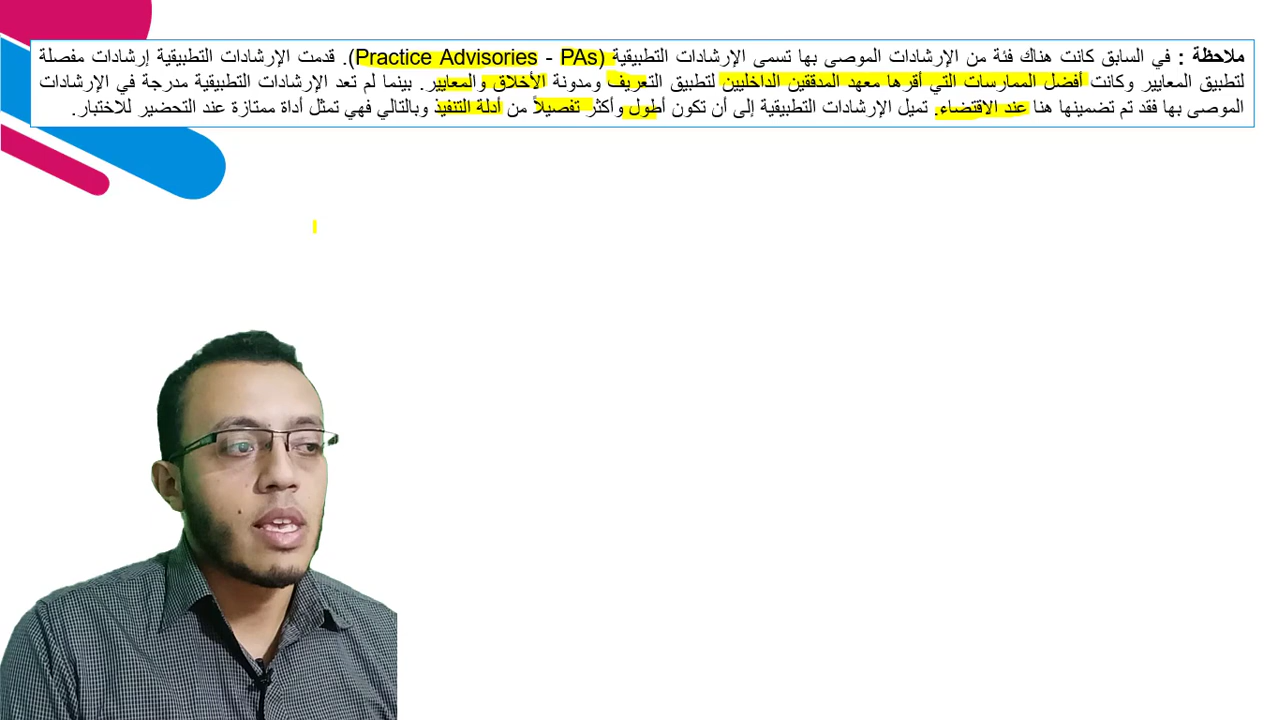 ملاحظة : في السابق كانت هناك فئة من الإرشادات الموصى بها تسمى الإرشادات التطبيقية (Practice Advisories - PAs). قدمت الإرشادات التطبيقية إرشادات مفصلة
لتطبيق المعايير وكانت أفضل الممارسات التي أقرها معهد المدققين الداخليين لتطبيق التعريف ومدونة الأخلاق والمعايير. بينما لم تعد الإرشادات التطبيقية مدرجة في الإرشادات
الموصى بها فقد تم تضمينها هنا عند الاقتضاء. تميل الإرشادات التطبيقية إلى أن تكون أطول وأكثر تفصيلاً من أدلة التنفيذ وبالتالي فهي تمثل أداة ممتازة عند التحضير للاختبار.